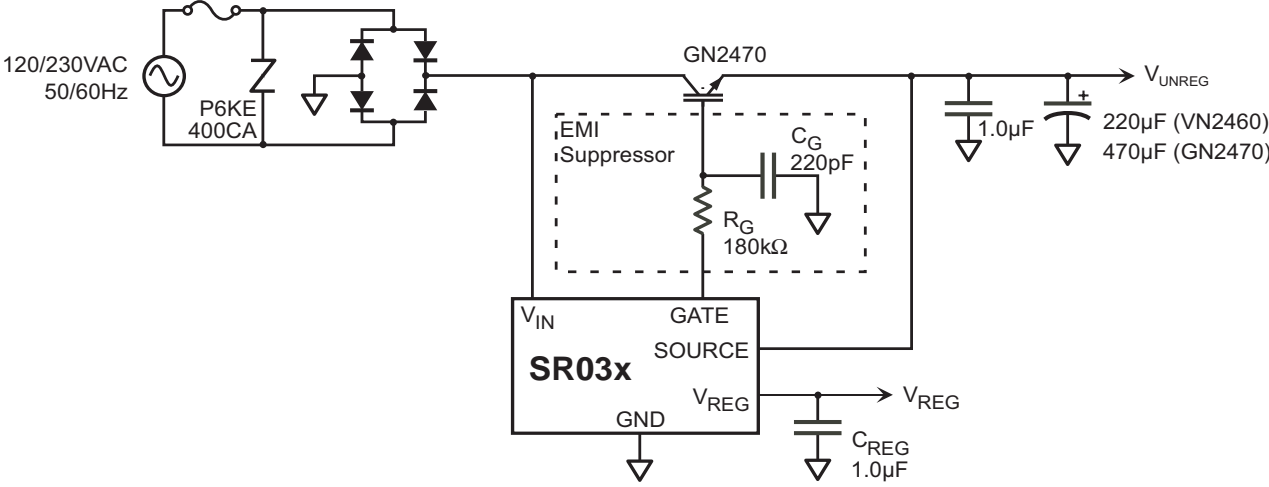 120/230VAC
50/60Hz
P6KE
400CA
GN2470
EMI
Suppressor
CG
220pF
RG
180kΩ
1.0µF
+
VUNREG
220µF (VN2460)
470µF (GN2470)
VIN
GATE
SOURCE
SR03x
VREG
GND
VREG
CREG
1.0µF